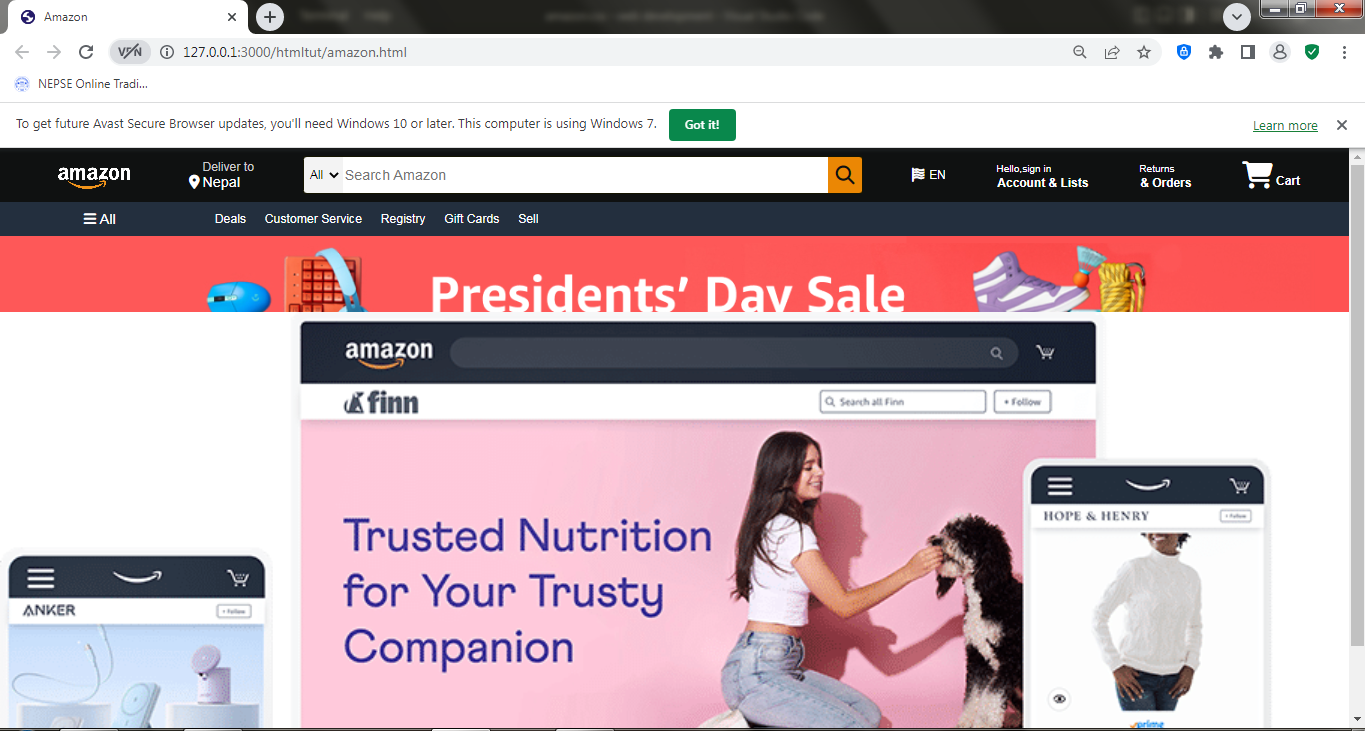 Amazon
VPN
127.0.0.1:3000/htmltut/amazon.html
NEPSE Online Tradi...
To get future Avast Secure Browser updates, you'll need Windows 10 or later. This computer is using Windows 7.
Got it!
Learn more
amazon
Deliver to
Nepal
All
Search Amazon
EN
Hello,sign in
Account & Lists
Returns
& Orders
Cart
All
Deals
Customer Service
Registry
Gift Cards
Sell
Presidents' Day Sale
amazon
finn
Search all Finn
+ Follow
Trusted Nutrition
for Your Trusty
Companion
HOPE & HENRY
+ Follow
prime
ANKER
+ Follow